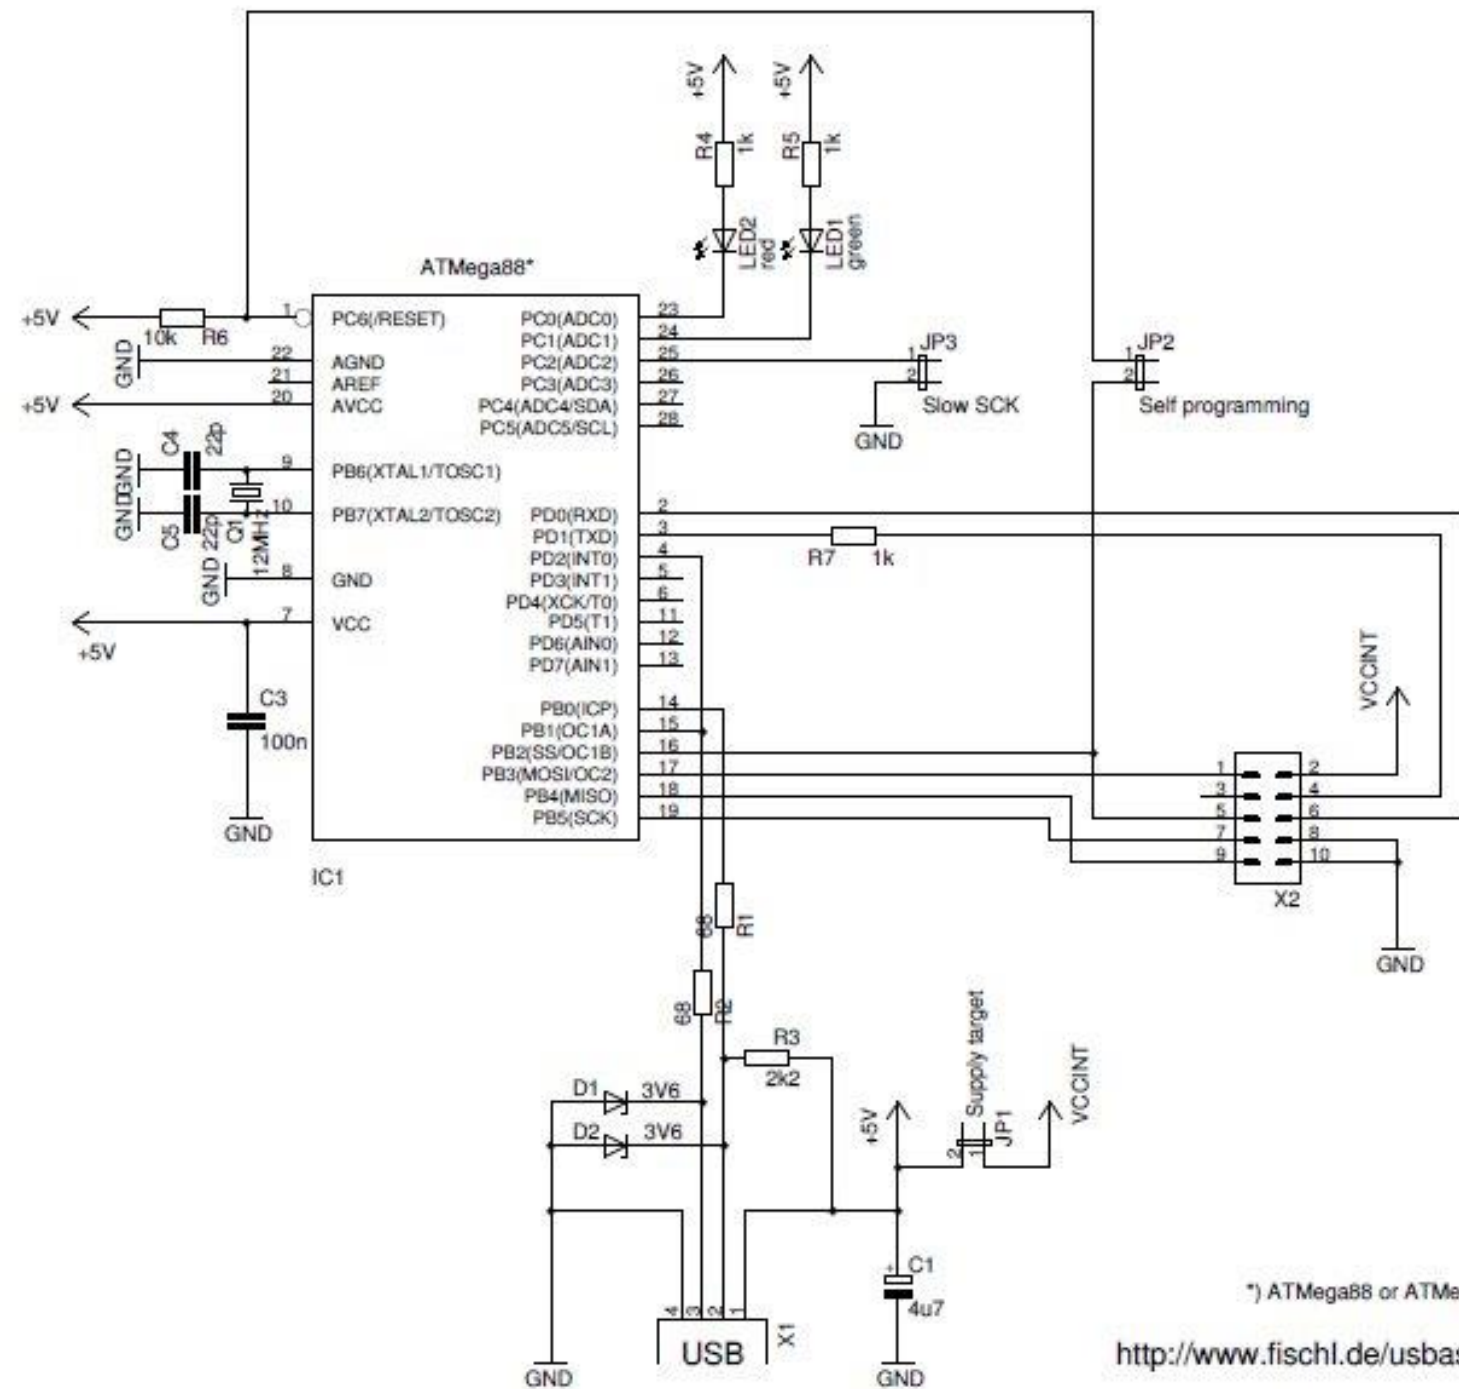 +5V
+5V
R4
1k
R5
1k
LED2
red
LED1
green
ATMega88*
+5V
10k
R6
1
PC6(/RESET)
GND
22
AGND
21
AREF
+5V
20
AVCC
GND
C4
22p
9
PB6(XTAL1/TOSC1)
GND
C5
22p
Q1
12MHz
10
PB7(XTAL2/TOSC2)
GND
8
GND
+5V
7
VCC
C3
100n
GND
IC1
PC0(ADC0)
23
PC1(ADC1)
24
PC2(ADC2)
25
PC3(ADC3)
26
PC4(ADC4/SDA)
27
PC5(ADC5/SCL)
28
PD0(RXD)
2
PD1(TXD)
3
PD2(INT0)
4
PD3(INT1)
5
PD4(XCK/T0)
6
PD5(T1)
11
PD6(AIN0)
12
PD7(AIN1)
13
PB0(ICP)
14
PB1(OC1A)
15
PB2(SS/OC1B)
16
PB3(MOSI/OC2)
17
PB4(MISO)
18
PB5(SCK)
19
JP3
1
2
Slow SCK
GND
JP2
1
2
Self programming
R7
1k
VCCINT
1
2
3
4
5
6
7
8
9
10
X2
GND
68
R1
68
R2
R3
2k2
D1
3V6
D2
3V6
+5V
Supply target
2
1
JP1
VCCINT
C1
+
4u7
4
3
2
1
X1
USB
GND
GND
*) ATMega88 or ATMe
http://www.fischl.de/usbas